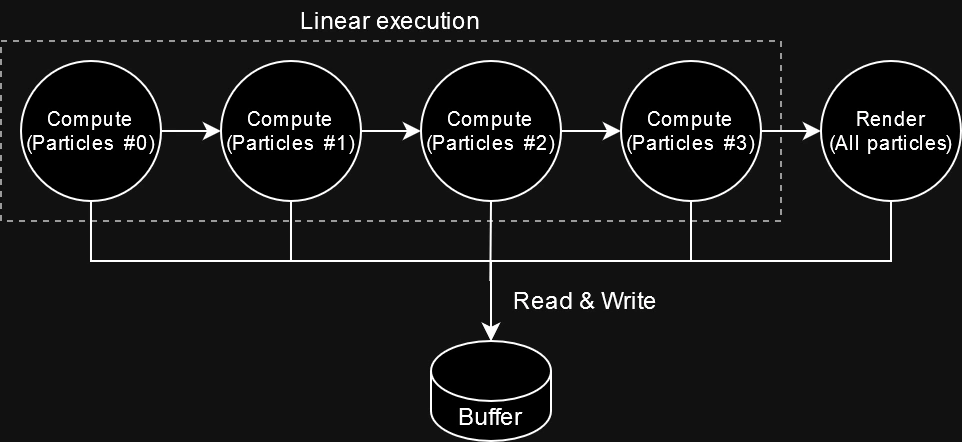 Linear execution
Compute
(Particles #0)
Compute
(Particles #1)
Compute
(Particles #2)
Compute
(Particles #3)
Render
(All particles)
Read & Write
Buffer